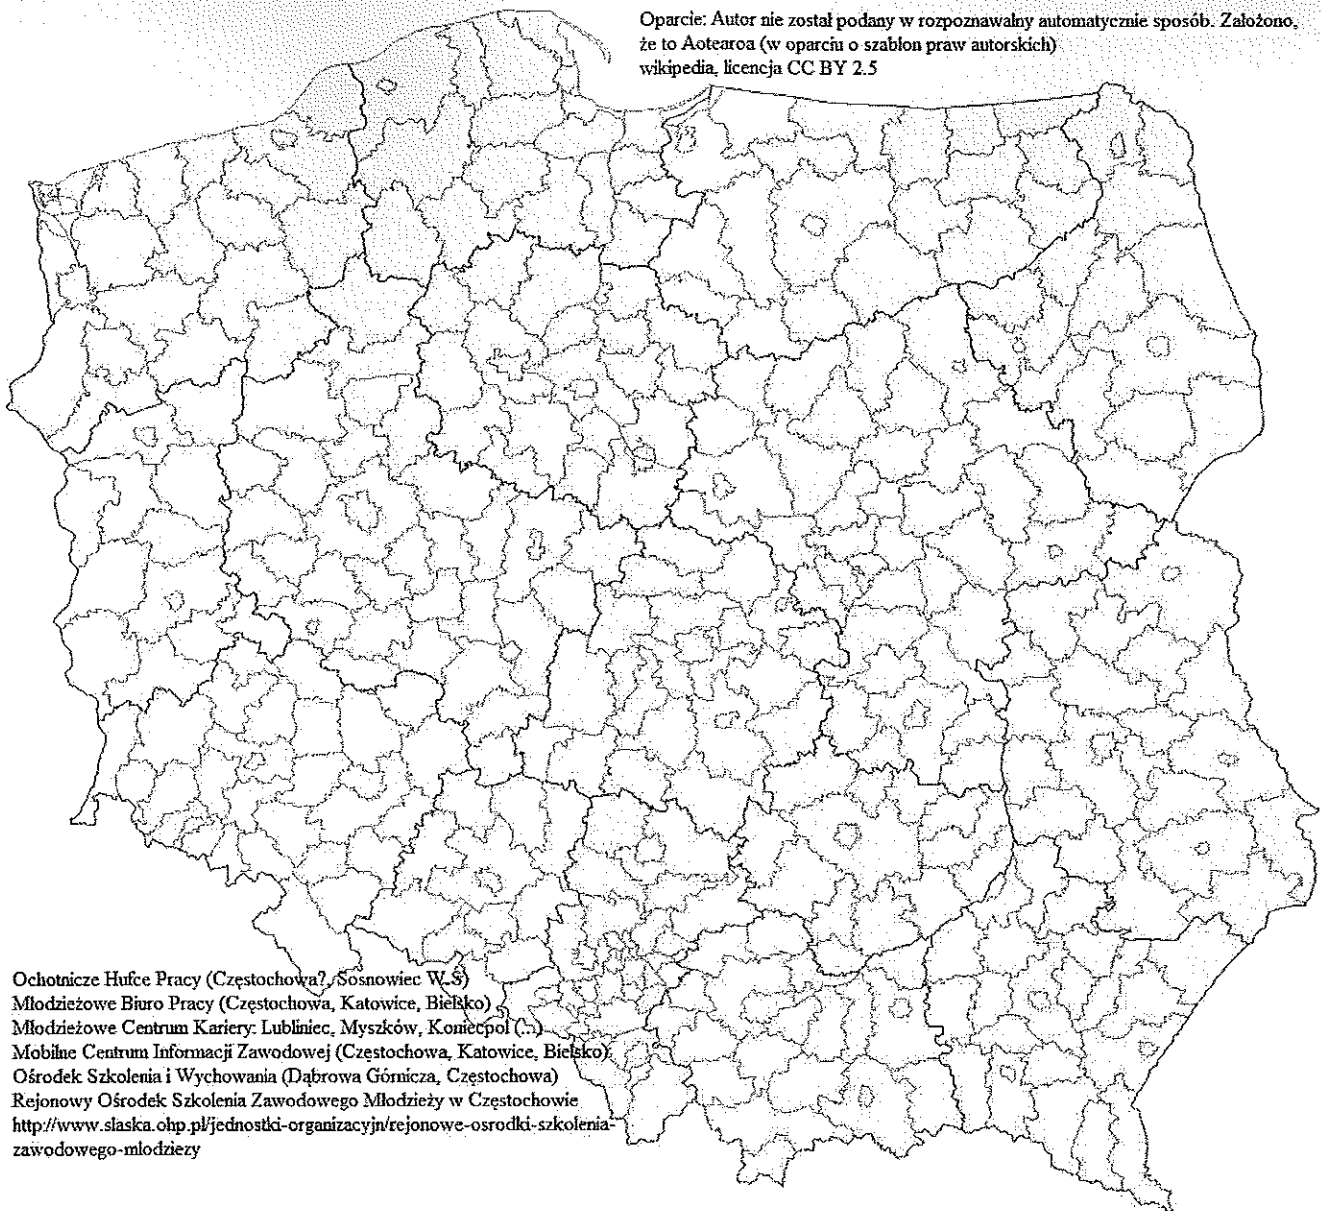 Oparcie: Autor nie został podany w rozpoznawalny automatycznie sposób. Założono,
że to Aotearoa (w oparciu o szablon praw autorskich)
wikipedia, licencja CC BY 2.5
Ochotnicze Hufce Pracy (Częstochowa?, Sosnowiec W-S)
Młodzieżowe Biuro Pracy (Częstochowa, Katowice, Bielsko)
Młodzieżowe Centrum Kariery: Lubliniec, Myszków, Koniecpol (...)
Mobilne Centrum Informacji Zawodowej (Częstochowa, Katowice, Bielsko)
Ośrodek Szkolenia i Wychowania (Dąbrowa Górnicza, Częstochowa)
Rejonowy Ośrodek Szkolenia Zawodowego Młodzieży w Częstochowie
http://www.slaska.ohp.pl/jednostki-organizacyjn/rejonowe-osrodki-szkolenia-
zawodowego-mlodziezy